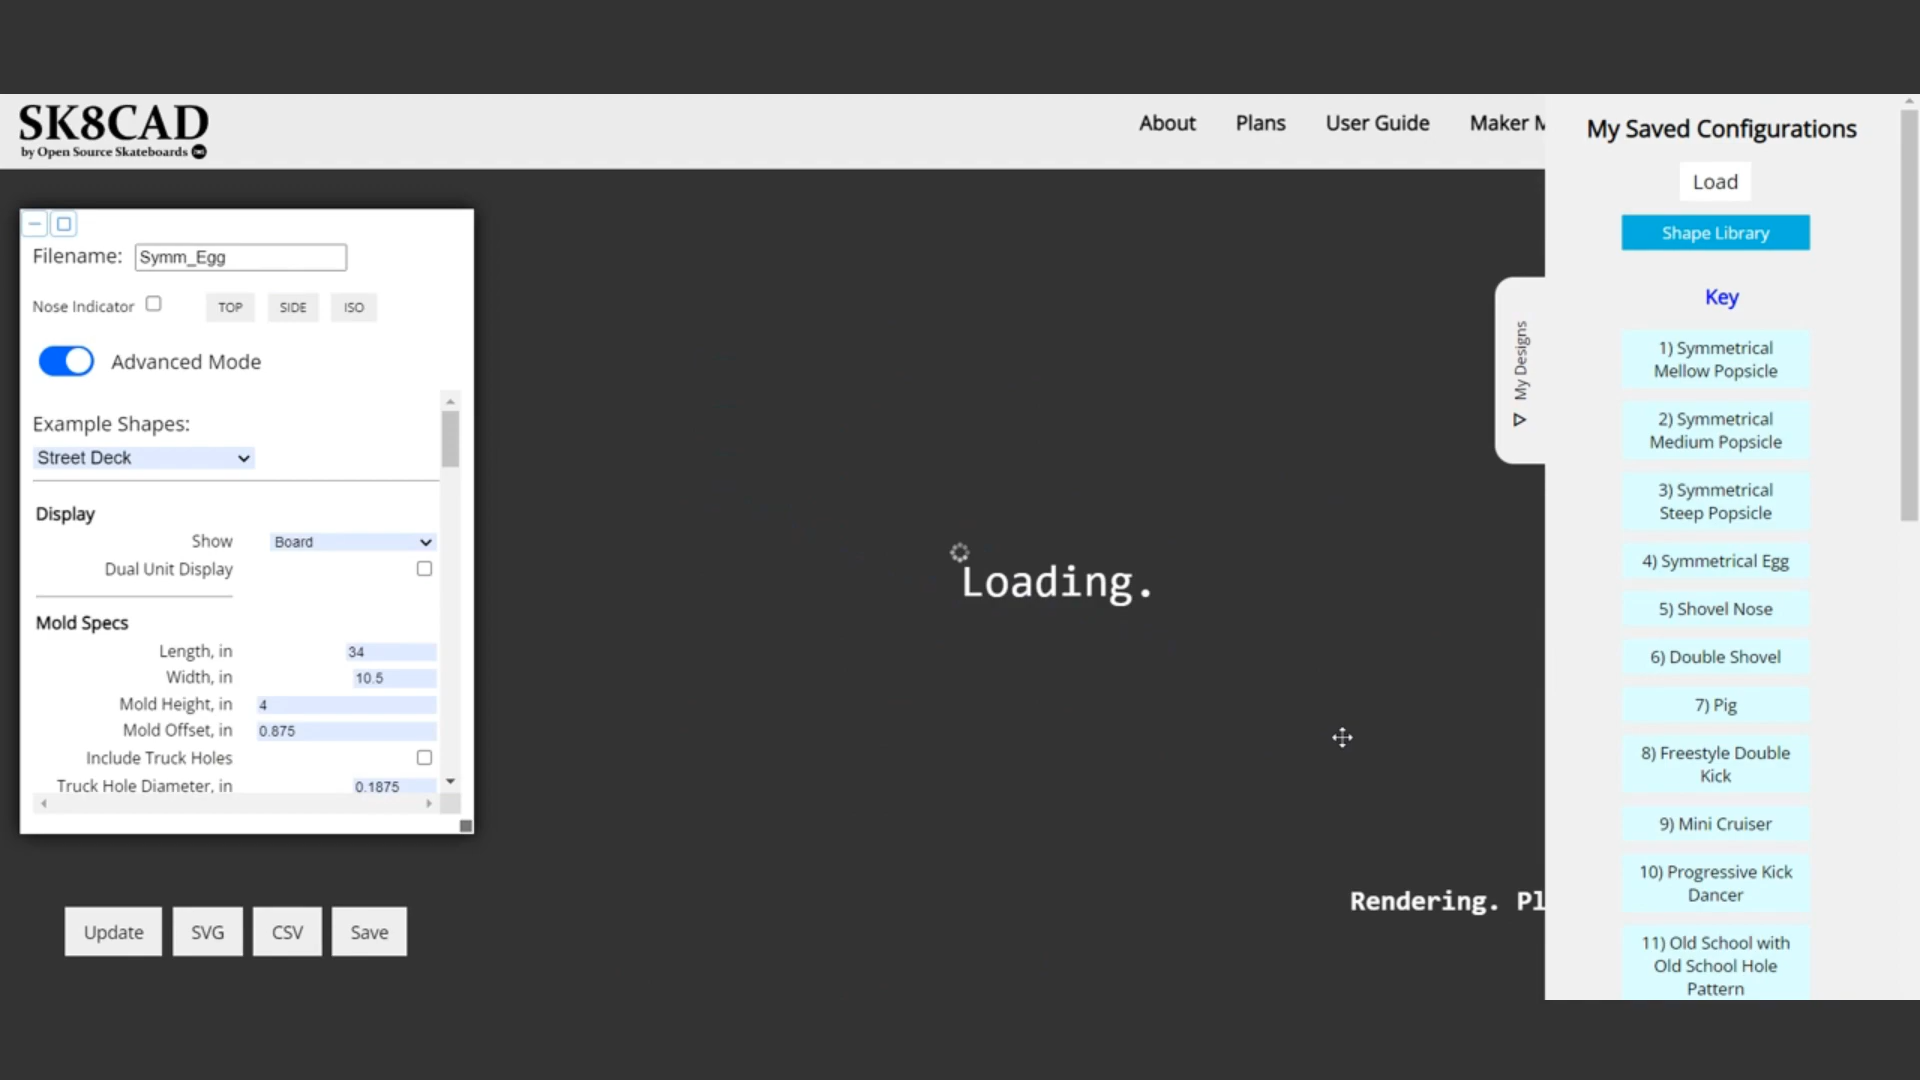 SK8CAD
by Open Source Skateboards
About
Plans
User Guide
Maker M
Filename:
Symm_Egg
Nose Indicator
TOP
SIDE
ISO
Advanced Mode
Example Shapes:
Street Deck
Display
Show
Board
Dual Unit Display
Mold Specs
Length, in
34
Width, in
10.5
Mold Height, in
4
Mold Offset, in
0.875
Include Truck Holes
Truck Hole Diameter, in
0.1875
Update
SVG
CSV
Save
Loading.
Rendering. Pl
My Designs
My Saved Configurations
Load
Shape Library
Key
1) Symmetrical
Mellow Popsicle
2) Symmetrical
Medium Popsicle
3) Symmetrical
Steep Popsicle
4) Symmetrical Egg
5) Shovel Nose
6) Double Shovel
7) Pig
8) Freestyle Double
Kick
9) Mini Cruiser
10) Progressive Kick
Dancer
11) Old School with
Old School Hole
Pattern